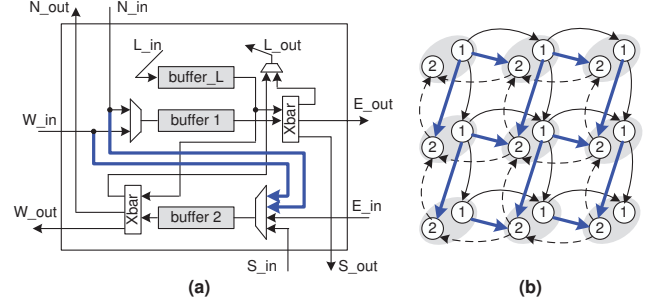 N_out N_in
L_in L_out
buffer_L
W_in buffer 1 Xbar E_out
W_out Xbar buffer 2 E_in
S_in S_out
(a)
1 1 1
2 2 2
1 1 1
2 2 2
1 1 1
2 2 2
(b)